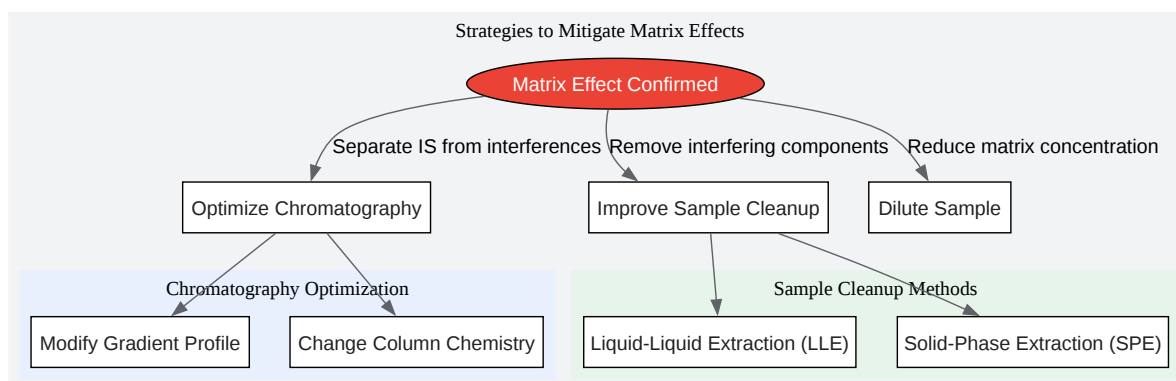 Strategies to Mitigate Matrix Effects
Matrix Effect Confirmed
Separate IS from interferences
Remove interfering components
Reduce matrix concentration
Optimize Chromatography
Improve Sample Cleanup
Dilute Sample
Chromatography Optimization
Sample Cleanup Methods
Modify Gradient Profile
Change Column Chemistry
Liquid-Liquid Extraction (LLE)
Solid-Phase Extraction (SPE)